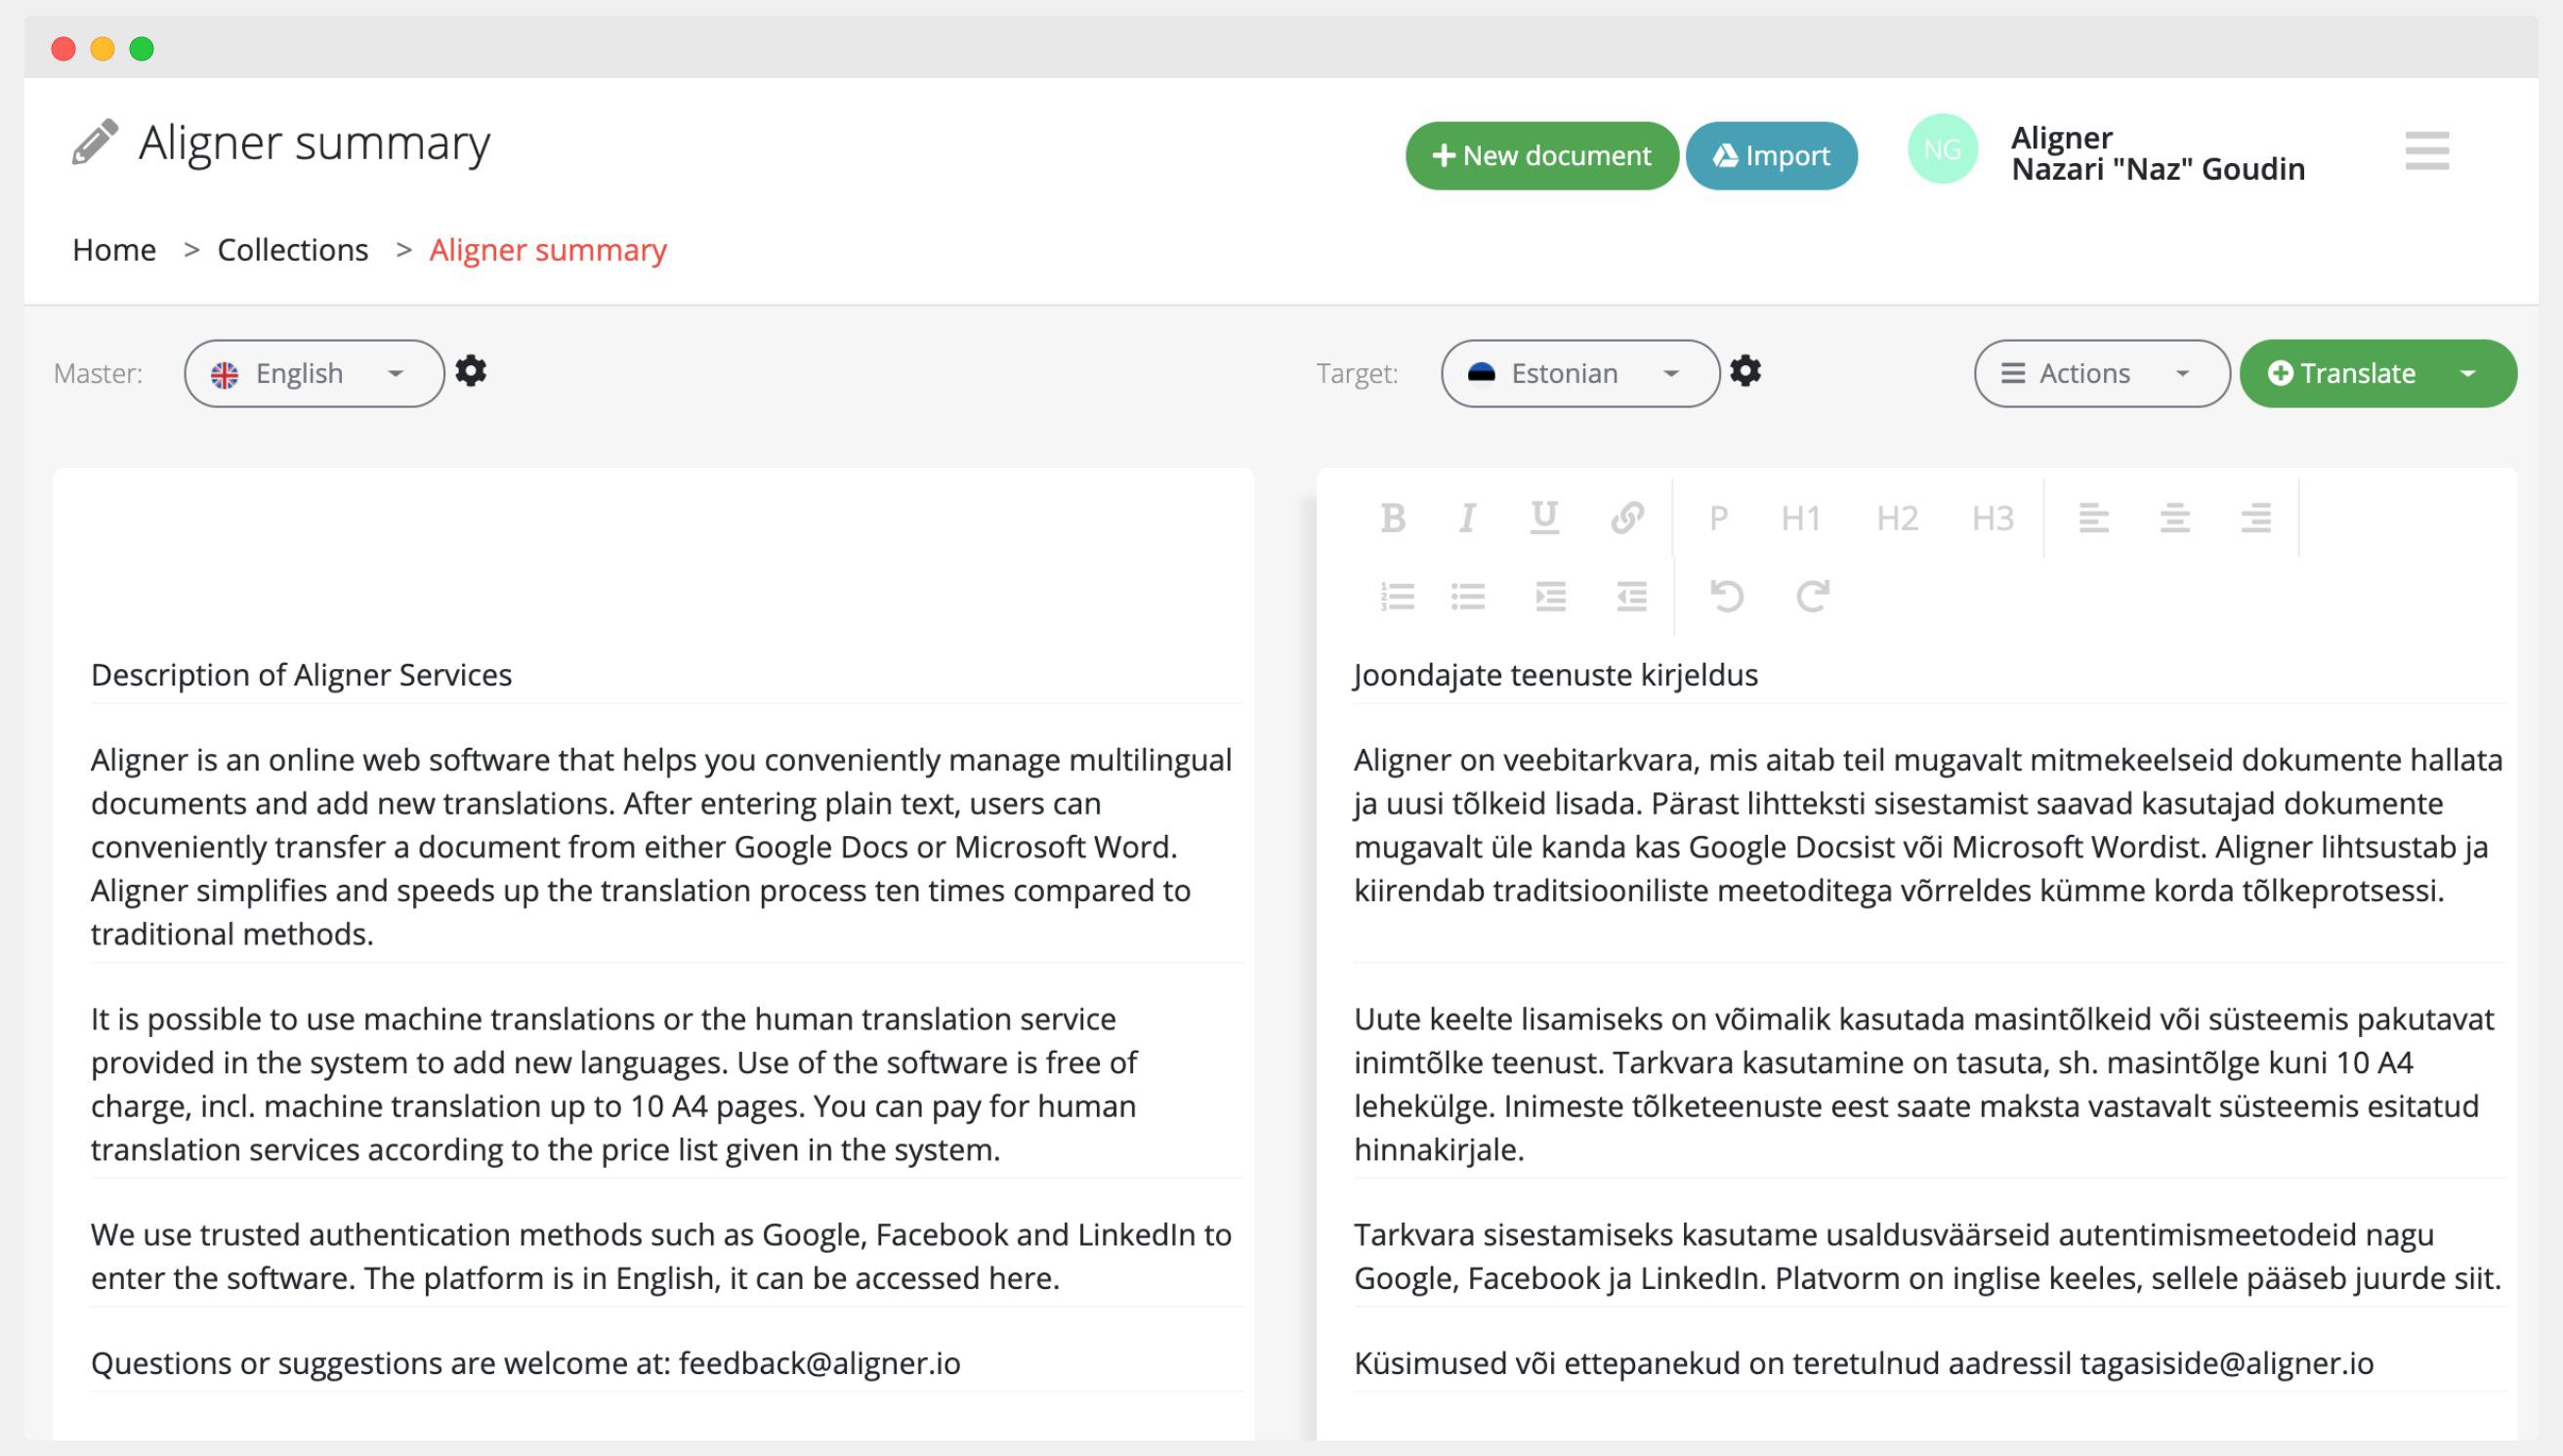 Aligner summary
New document
Import
NG
Aligner
Nazari "Naz" Goudin
Home > Collections > Aligner summary
Master:
English
Target:
Estonian
Actions
Translate
B I U P H1 H2 H3
Description of Aligner Services
Aligner is an online web software that helps you conveniently manage multilingual
documents and add new translations. After entering plain text, users can
conveniently transfer a document from either Google Docs or Microsoft Word.
Aligner simplifies and speeds up the translation process ten times compared to
traditional methods.
It is possible to use machine translations or the human translation service
provided in the system to add new languages. Use of the software is free of
charge, incl. machine translation up to 10 A4 pages. You can pay for human
translation services according to the price list given in the system.
We use trusted authentication methods such as Google, Facebook and LinkedIn to
enter the software. The platform is in English, it can be accessed here.
Questions or suggestions are welcome at: feedback@aligner.io
Joondajate teenuste kirjeldus
Aligner on veebitarkvara, mis aitab teil mugavalt mitmekeelseid dokumente hallata
ja uusi tõlkeid lisada. Pärast lihtteksti sisestamist saavad kasutajad dokumente
mugavalt üle kanda kas Google Docsist või Microsoft Wordist. Aligner lihtsustab ja
kiirendab traditsiooniliste meetoditega võrreldes kümme korda tõlkeprotsessi.
Uute keelte lisamiseks on võimalik kasutada masintõlkeid või süsteemis pakutavat
inimtõlke teenust. Tarkvara kasutamine on tasuta, sh. masintõlge kuni 10 A4
lehekülge. Inimeste tõlketeenuste eest saate maksta vastavalt süsteemis esitatud
hinnakirjale.
Tarkvara sisestamiseks kasutame usaldusväärseid autentimismeetodeid nagu
Google, Facebook ja LinkedIn. Platvorm on inglise keeles, sellele pääseb juurde siit.
Küsimused või ettepanekud on teretulnud aadressil tagasiside@aligner.io